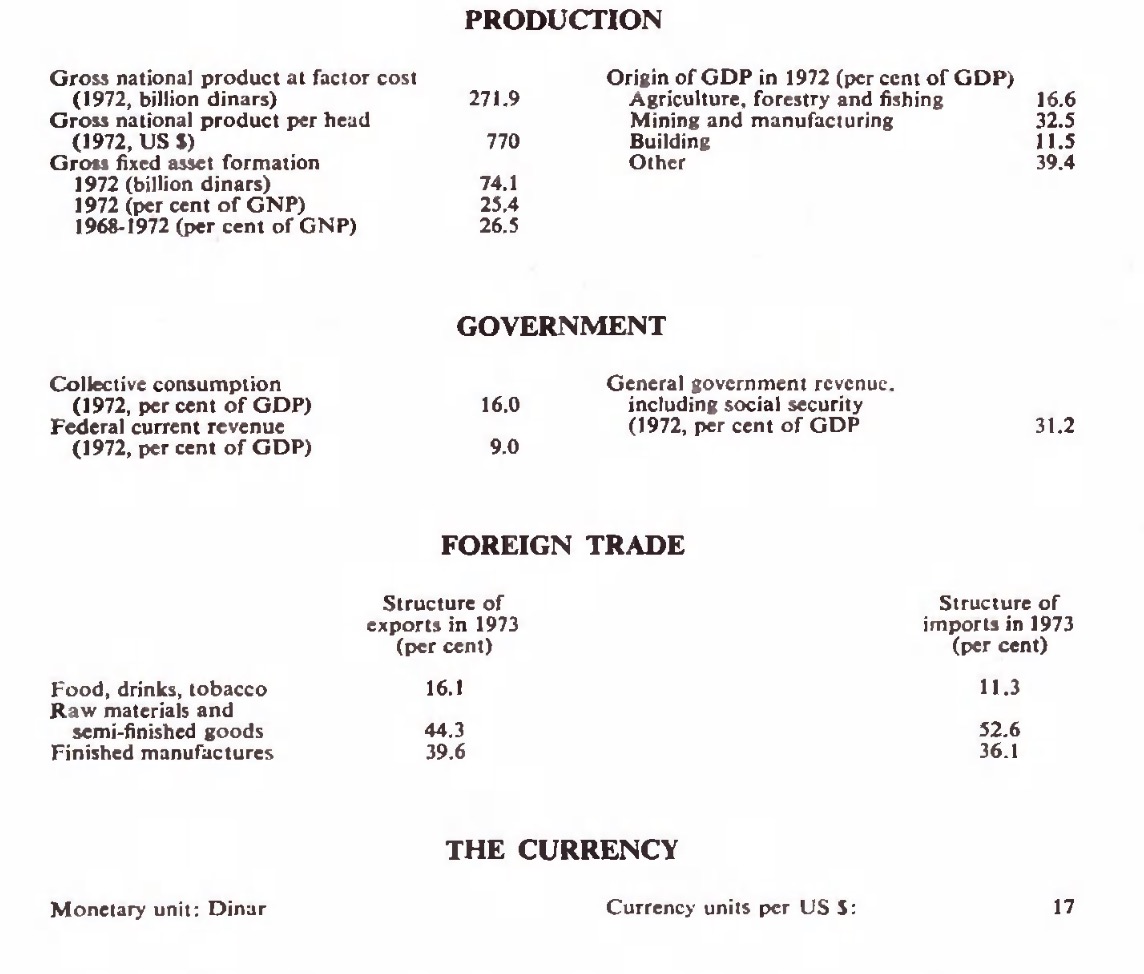 PRODUCTION
Gross national product at factor cost
(1972, billion dinars) 271.9
Gross national product per head
(1972, US $) 770
Gross fixed asset formation
1972 (billion dinars) 74.1
1972 (per cent of GNP) 25.4
1968-1972 (per cent of GNP) 26.5
Origin of GDP in 1972 (per cent of GDP)
Agriculture, forestry and fishing 16.6
Mining and manufacturing 32.5
Building 11.5
Other 39.4
GOVERNMENT
Collective consumption
(1972, per cent of GDP) 16.0
Federal current revenue
(1972, per cent of GDP) 9.0
General government revenue.
including social security
(1972, per cent of GDP 31.2
FOREIGN TRADE
Structure of
exports in 1973
(per cent)
Structure of
imports in 1973
(per cent)
Food, drinks, tobacco 16.1 11.3
Raw materials and
semi-finished goods 44.3 52.6
Finished manufactures 39.6 36.1
THE CURRENCY
Monetary unit: Dinar
Currency units per US $: 17